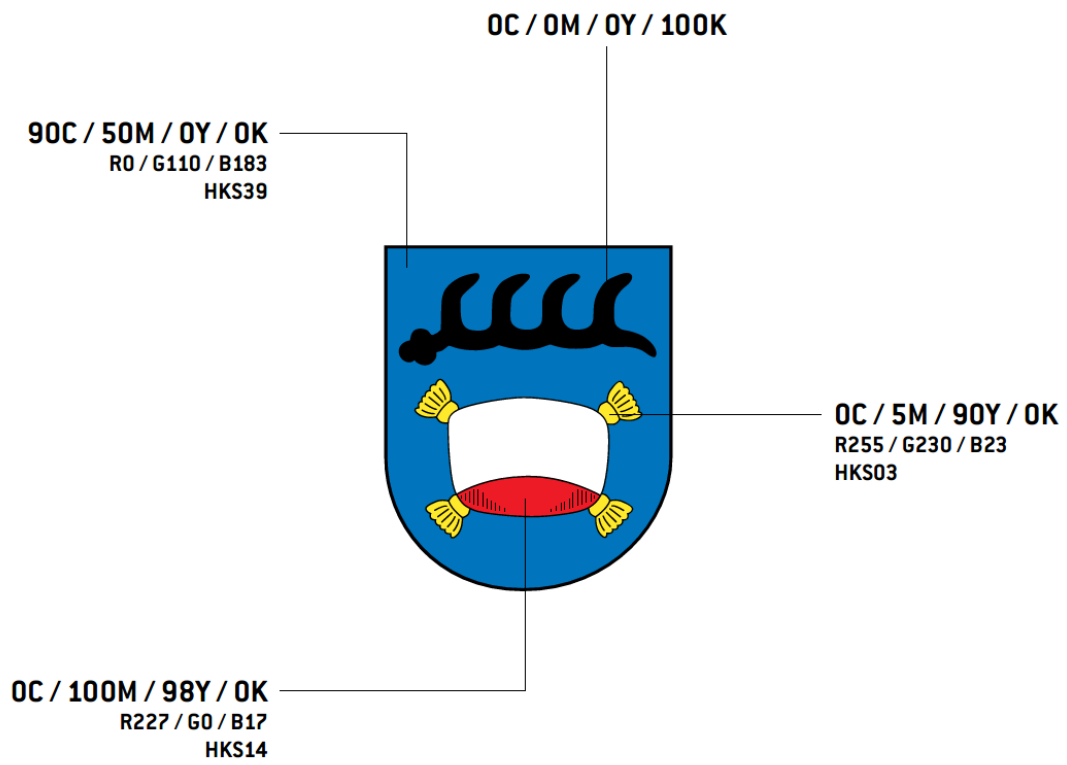 0C / 0M / 0Y / 100K
90C / 50M / 0Y / 0K
R0 / G110 / B183
HKS39
0C / 5M / 90Y / 0K
R255 / G230 / B23
HKS03
0C / 100M / 98Y / 0K
R227 / G0 / B17
HKS14